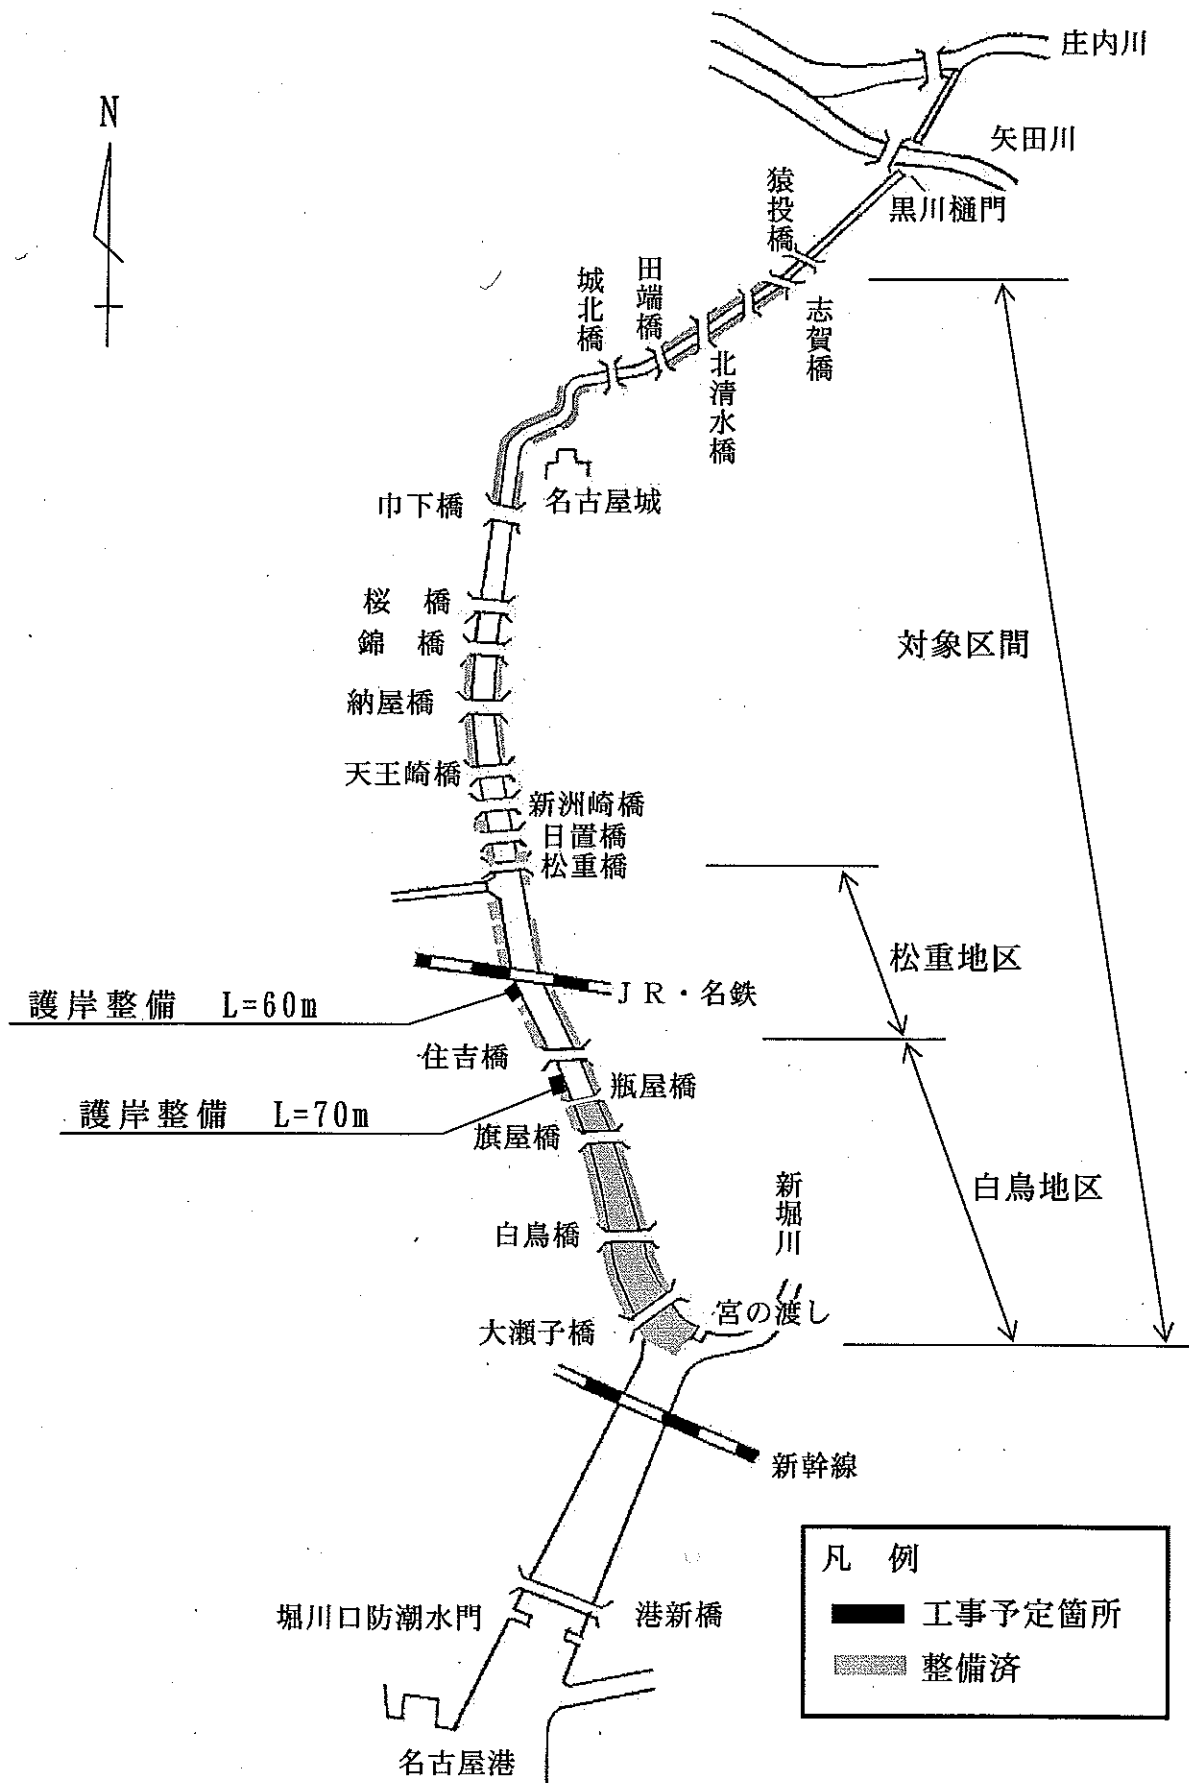 庄内川
N
矢田川
猿投橋
黒川樋門
田端橋
城北橋
志賀橋
北清水橋
名古屋城
巾下橋
桜 橋
錦 橋
対象区間
納屋橋
天王崎橋
新洲崎橋
日置橋
松重橋
松重地区
JR・名鉄
護岸整備 L=60m
住吉橋
瓶屋橋
護岸整備 L=70m
旗屋橋
白鳥地区
新堀川
白鳥橋
宮の渡し
大瀬子橋
新幹線
凡 例
堀川口防潮水門
港新橋
工事予定箇所
整備済
名古屋港